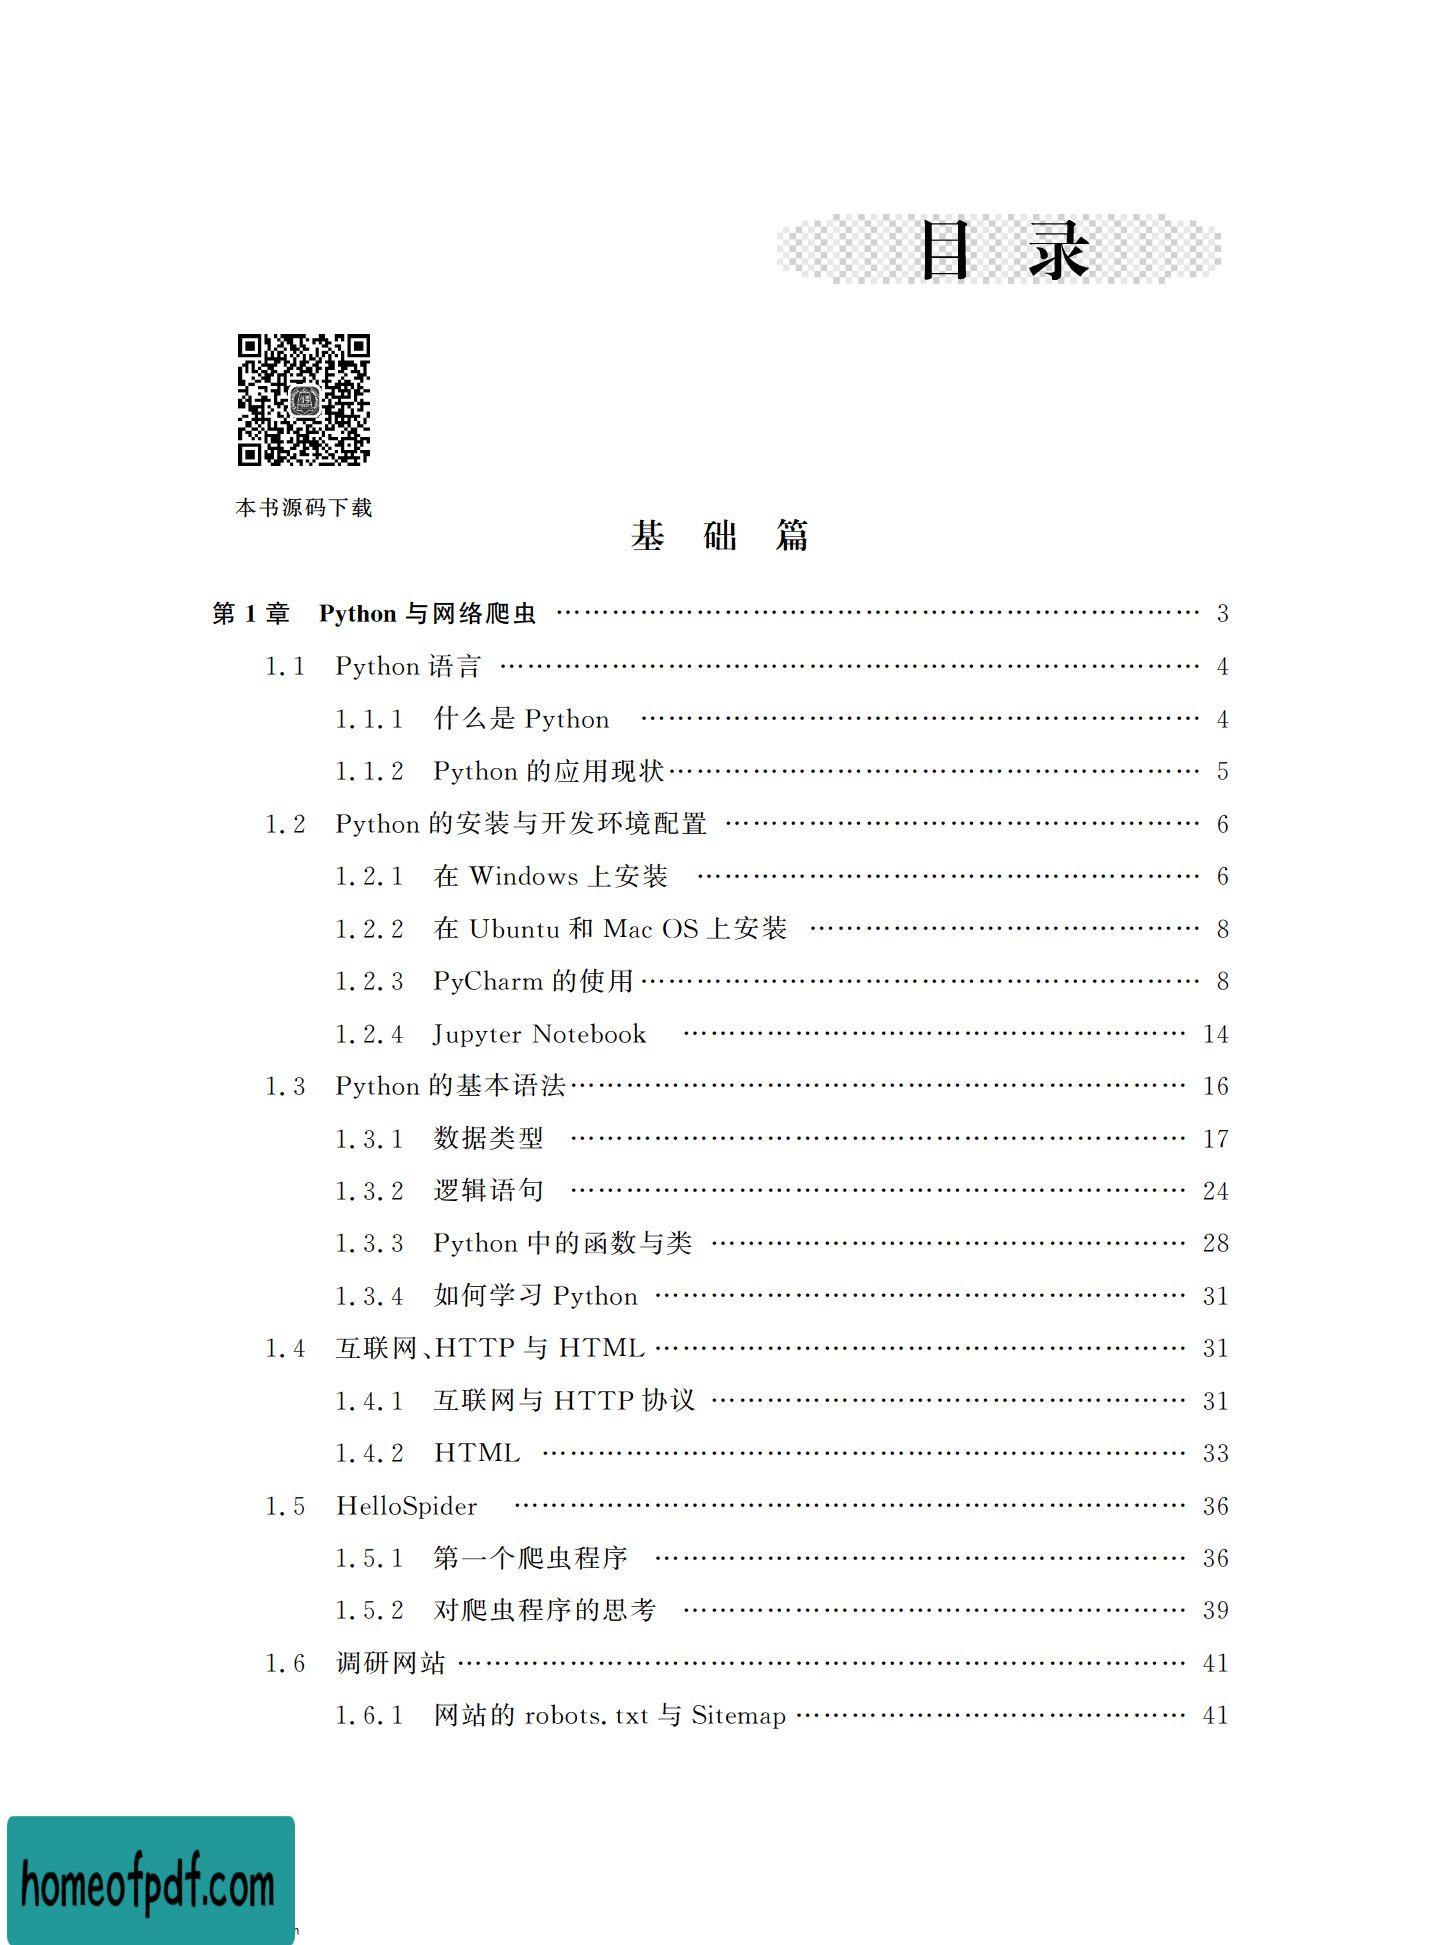 目 录
本书源码下载
基 础 篇
第 1 章 Python 与网络爬虫 …………………………………………………………… 3
1.1 Python 语言 ………………………………………………………………… 4
1.1.1 什么是 Python …………………………………………………… 4
1.1.2 Python 的应用现状 ………………………………………………… 5
1.2 Python 的安装与开发环境配置 …………………………………………… 6
1.2.1 在 Windows 上安装 ……………………………………………… 6
1.2.2 在 Ubuntu 和 Mac OS 上安装 …………………………………… 8
1.2.3 PyCharm 的使用 …………………………………………………… 8
1.2.4 Jupyter Notebook ……………………………………………… 14
1.3 Python 的基本语法 ………………………………………………………… 16
1.3.1 数据类型 ………………………………………………………… 17
1.3.2 逻辑语句 ………………………………………………………… 24
1.3.3 Python 中的函数与类 …………………………………………… 28
1.3.4 如何学习 Python ………………………………………………… 31
1.4 互联网、HTTP 与 HTML ………………………………………………… 31
1.4.1 互联网与 HTTP 协议 …………………………………………… 31
1.4.2 HTML …………………………………………………………… 33
1.5 HelloSpider ……………………………………………………………… 36
1.5.1 第一个爬虫程序 ………………………………………………… 36
1.5.2 对爬虫程序的思考 ……………………………………………… 39
1.6 调研网站 …………………………………………………………………… 41
1.6.1 网站的 robots.txt 与 Sitemap …………………………………… 41
homeofpdf.com